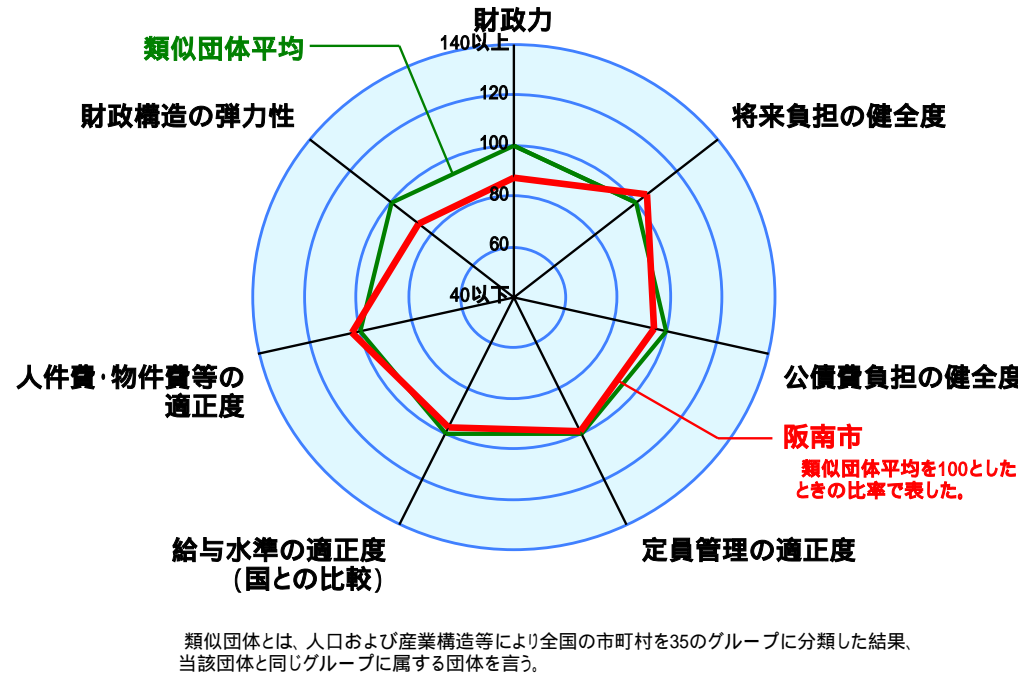 財政力
140以上
類似団体平均
120
財政構造の弾力性
将来負担の健全度
100
80
60
40以下
人件費・物件費等の
適正度
公債費負担の健全度
阪南市
類似団体平均を100とした
ときの比率で表した。
給与水準の適正度
(国との比較)
定員管理の適正度
類似団体とは、人口および産業構造等により全国の市町村を35のグループに分類した結果、
当該団体と同じグループに属する団体を言う。